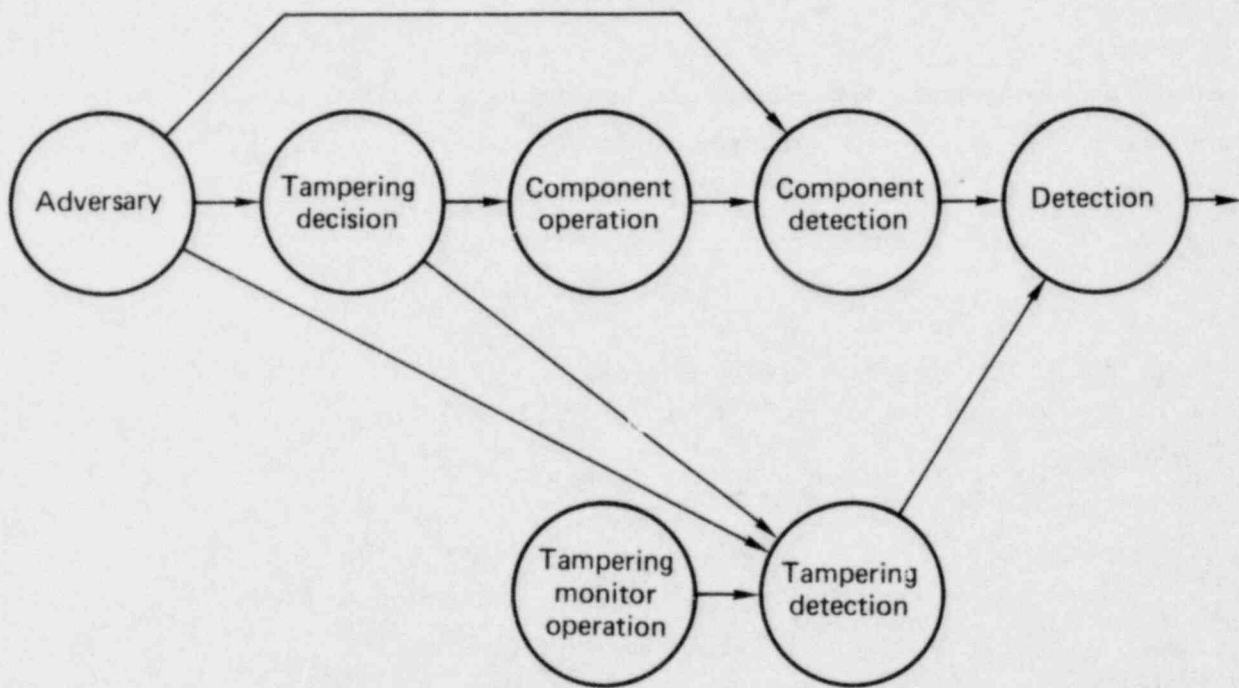 Adversary
Tampering
decision
Component
operation
Component
detection
Detection
Tampering
monitor
operation
Tampering
detection